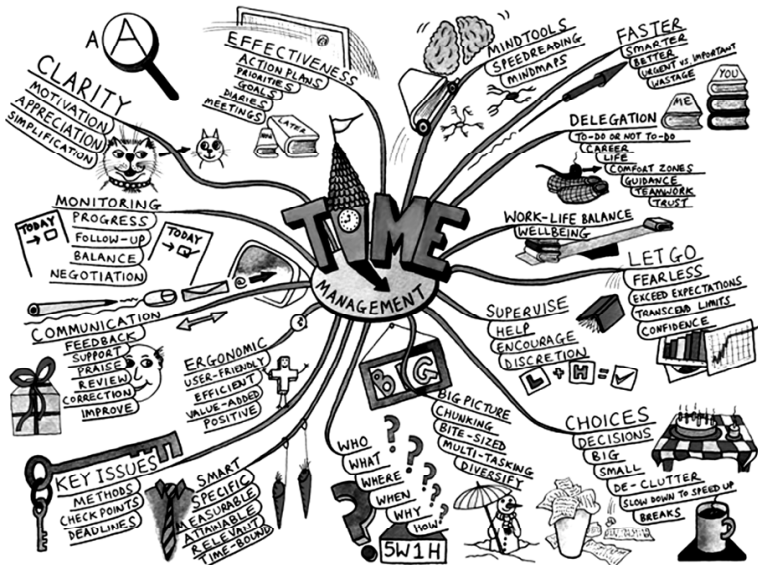 A
A
CLARITY
MOTIVATION
APPRECIATION
SIMPLIFICATION
EFFECTIVENESS
ACTION PLANS
PRIORITIES
GOALS
DIARIES
MEETINGS
NOW
LATER
MINDTOOLS
SPEEDREADING
MINDMAPS
FASTER
SMARTER
BETTER
URGENT VS. IMPORTANT
WASTAGE
ME
YOU
DELEGATION
TO-DO OR NOT TO-DO
CAREER
LIFE
COMFORT ZONES
GUIDANCE
TEAMWORK
TRUST
MONITORING
PROGRESS
FOLLOW-UP
BALANCE
NEGOTIATION
TODAY
TODAY
TIME
MANAGEMENT
WORK-LIFE BALANCE
WELLBEING
LET GO
FEARLESS
EXCEED EXPECTATIONS
TRANSCEND LIMITS
CONFIDENCE
COMMUNICATION
FEEDBACK
SUPPORT
PRAISE
REVIEW
CORRECTION
IMPROVE
ERGONOMIC
USER-FRIENDLY
EFFICIENT
VALUE-ADDED
POSITIVE
SUPERVISE
HELP
ENCOURAGE
DISCRETION
L + H =
BIG
BIG PICTURE
CHUNKING
BITE-SIZED
MULTI-TASKING
DIVERSIFY
CHOICES
DECISIONS
BIG
SMALL
DE-CLUTTER
SLOW DOWN TO SPEED UP
BREAKS
KEY ISSUES
METHODS
CHECKPOINTS
DEADLINES
SMART
SPECIFIC
MEASURABLE
ATTAINABLE
RELEVANT
TIME-BOUND
WHO
WHAT
WHERE
WHEN
WHY
HOW
? ? ? ? ? ? ?
5W1H